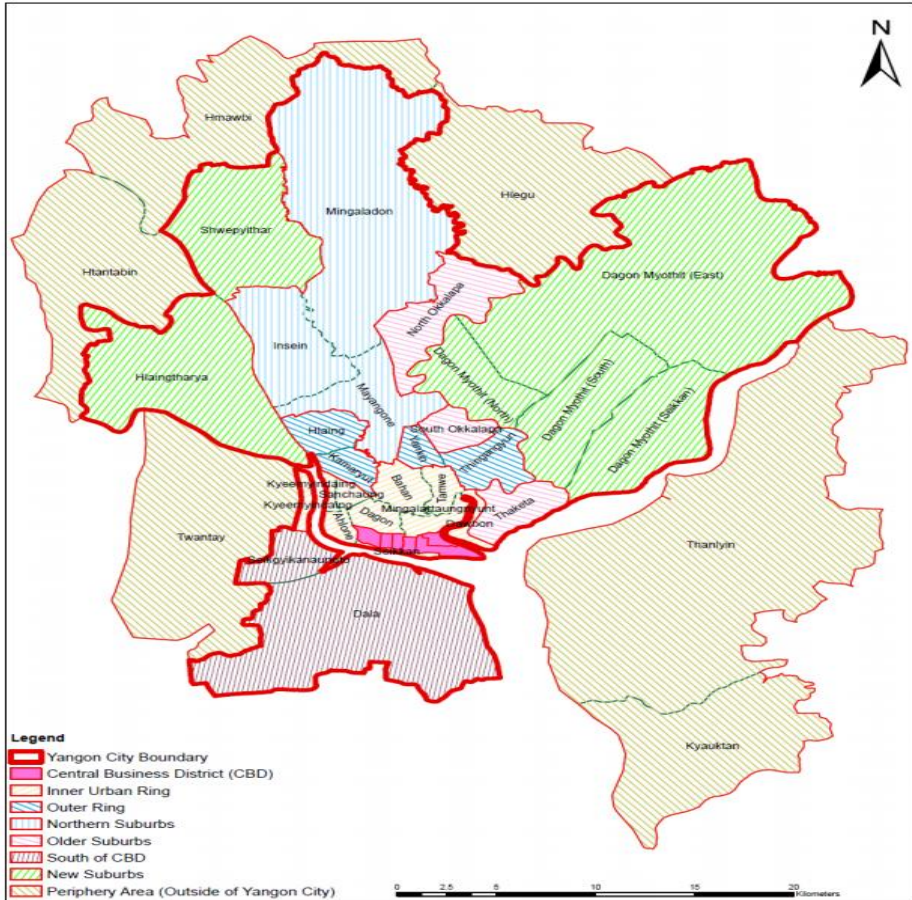 N
Hmawbi
Hlegu
Mingaladon
Shwepyithar
Htantabin
Dagon Myothit (East)
North Okkalapa
Insein
Hlaingtharya
Dagon Myothit (North)
Mayangone
Dagon Myothit (South)
Dagon Myothit (Seikkan)
Hlaing
South Okkalapa
Yankin
Thingangyun
Kamaryut
Kyeemyindaing
Sanchaung
Bahan
Tamwe
Kyeemyindaing
Mingalartaungnyunt
Thaketa
Ahlone
Dagon
Dawbon
Twantay
Seikkan
Thanlyin
Dala
Kyauktan
Legend
Yangon City Boundary
Central Business District (CBD)
Inner Urban Ring
Outer Ring
Northern Suburbs
Older Suburbs
South of CBD
New Suburbs
Periphery Area (Outside of Yangon City)
0 2.5 5 10 15 20
Kilometers